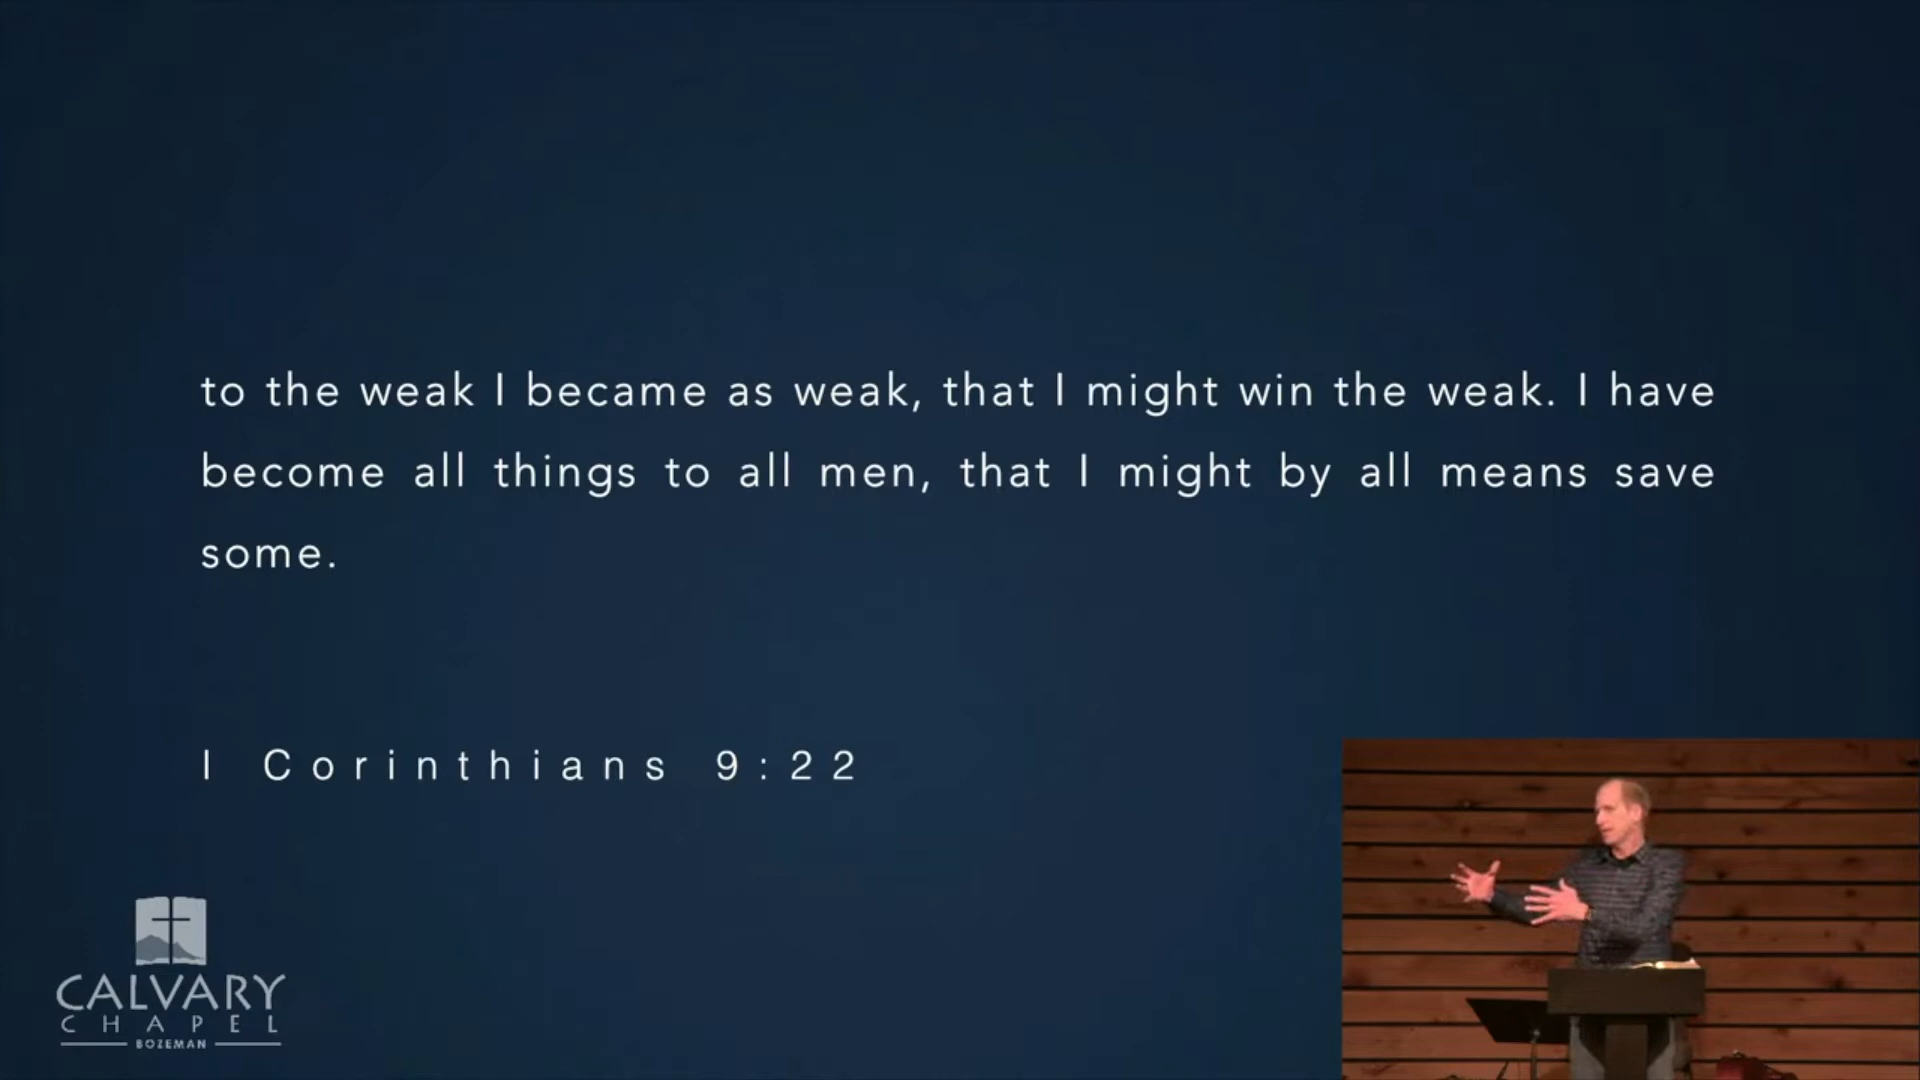 to the weak I became as weak, that I might win the weak. I have
become all things to all men, that I might by all means save
some.
I Corinthians 9:22
CALVARY
CHAPEL
BOZEMAN